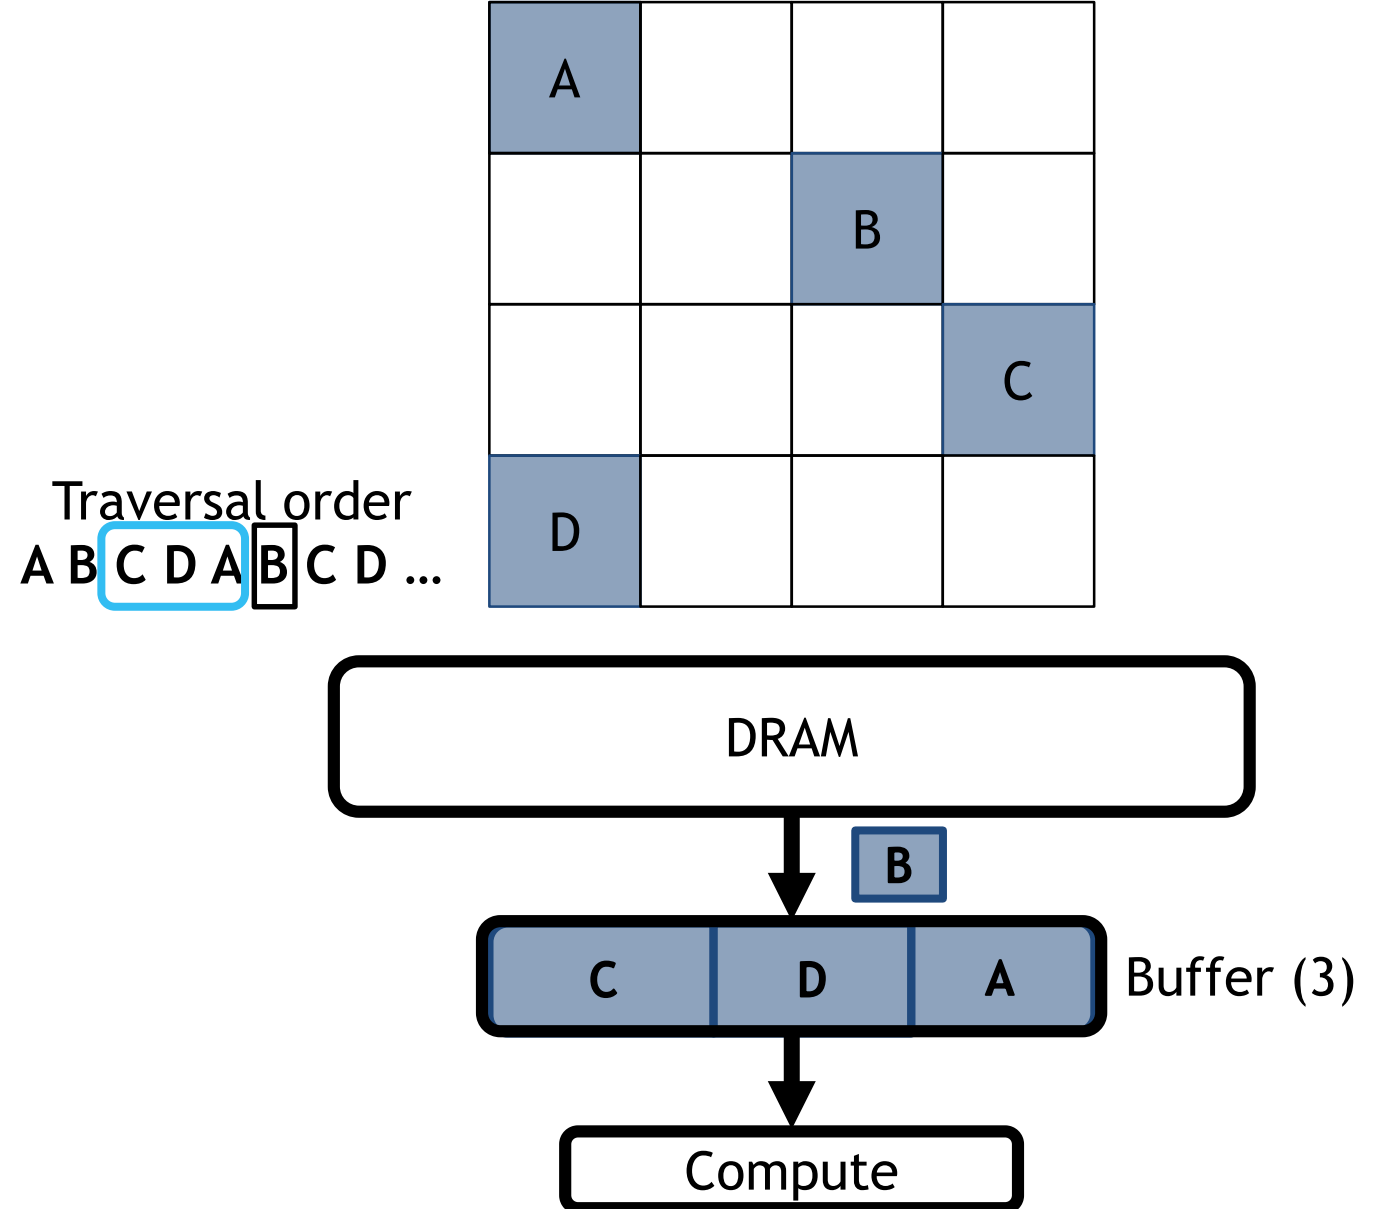 A
B
C
D
Traversal order
A B C D A B C D ...
DRAM
B
C D A
Buffer (3)
Compute